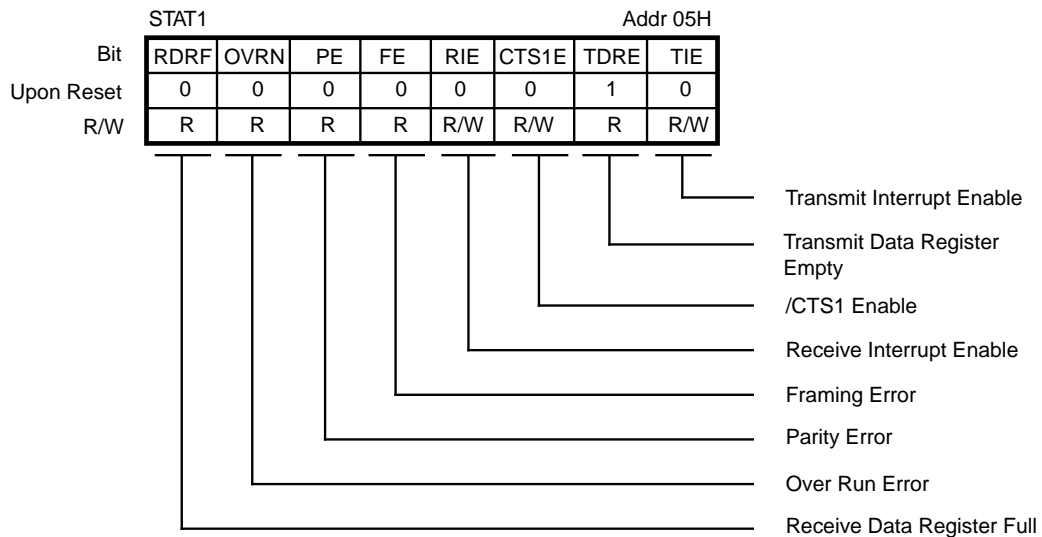 STAT1 Addr 05H
Bit RDRF OVRN PE FE RIE CTS1E TDRE TIE
Upon Reset 0 0 0 0 0 0 1 0
R/W R R R R R/W R/W R R/W
Transmit Interrupt Enable
Transmit Data Register
Empty
/CTS1 Enable
Receive Interrupt Enable
Framing Error
Parity Error
Over Run Error
Receive Data Register Full